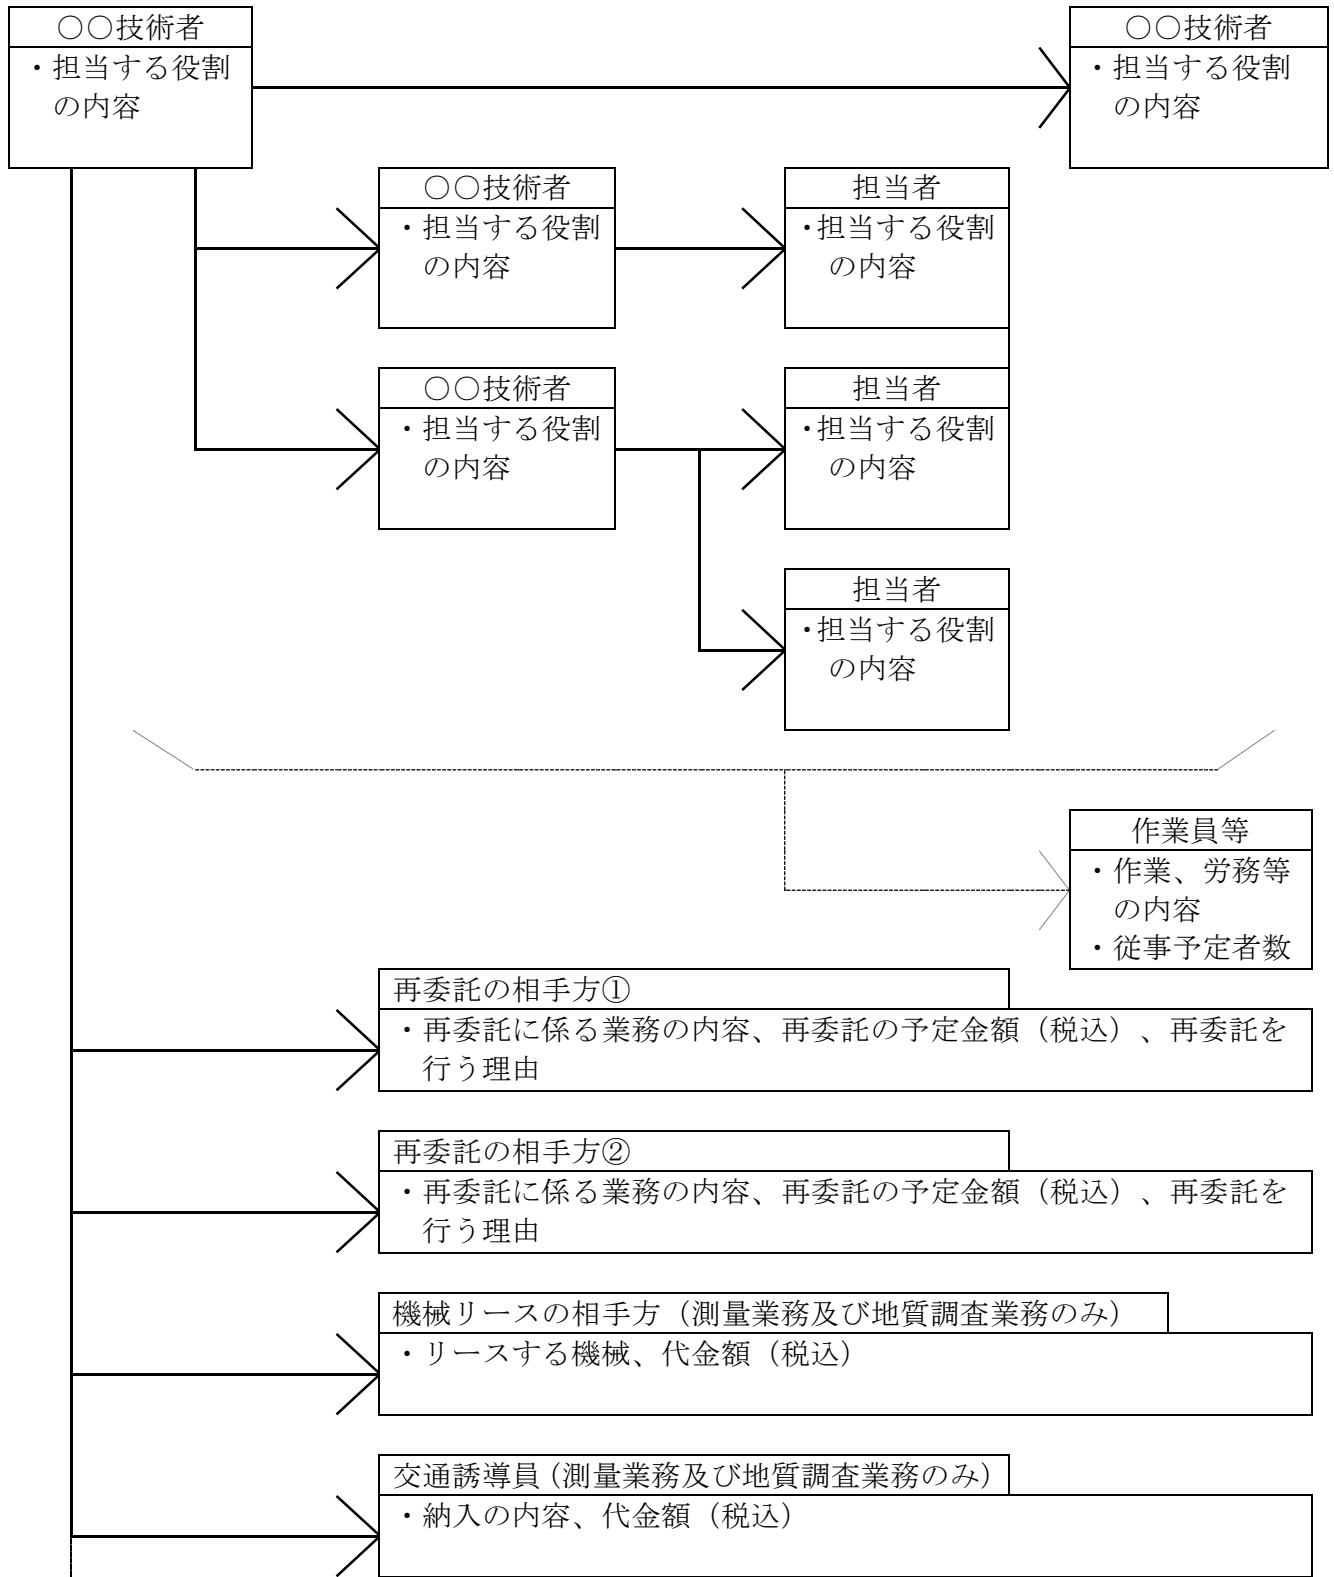 〇〇技術者
・担当する役割
の内容
〇〇技術者
・担当する役割
の内容
〇〇技術者
・担当する役割
の内容
担当者
・担当する役割
の内容
〇〇技術者
・担当する役割
の内容
担当者
・担当する役割
の内容
担当者
・担当する役割
の内容
作業員等
・作業、労務等
の内容
・従事予定者数
再委託の相手方①
・再委託に係る業務の内容、再委託の予定金額（税込）、再委託を
行う理由
再委託の相手方②
・再委託に係る業務の内容、再委託の予定金額（税込）、再委託を
行う理由
機械リースの相手方（測量業務及び地質調査業務のみ）
・リースする機械、代金額（税込）
交通誘導員（測量業務及び地質調査業務のみ）
・納入の内容、代金額（税込）